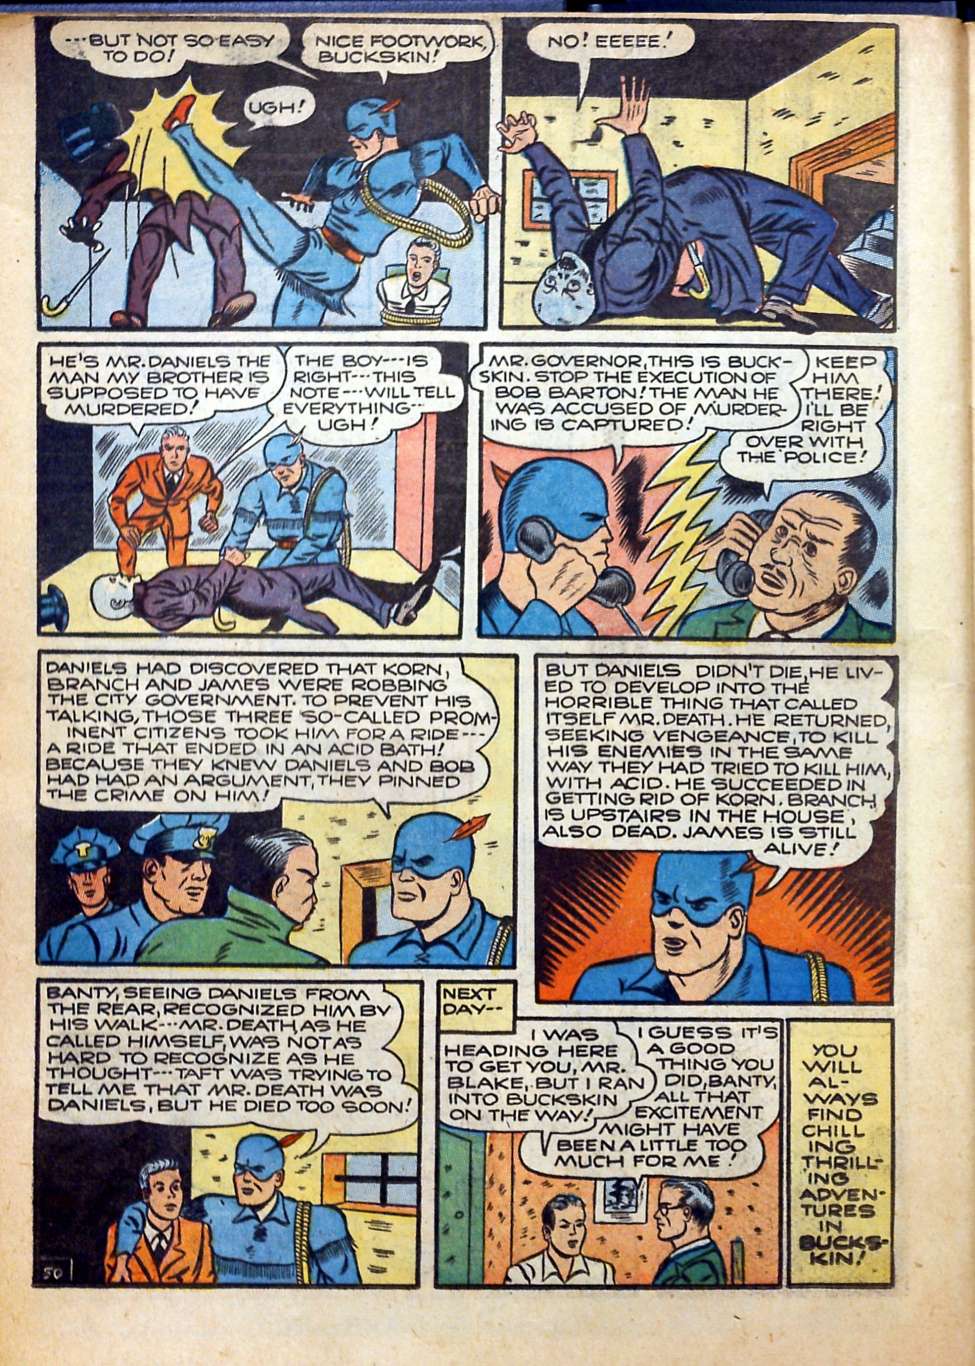 ---BUT NOT SO EASY
TO DO!
NICE FOOTWORK,
BUCKSKIN!
UGH!
NO! EEEEE!
HE'S MR. DANIELS THE
MAN MY BROTHER IS
SUPPOSED TO HAVE
MURDERED!
THE BOY---IS
RIGHT---THIS
NOTE---WILL TELL
EVERYTHING--
UGH!
MR. GOVERNOR, THIS IS BUCK-
SKIN. STOP THE EXECUTION OF
BOB BARTON! THE MAN HE
WAS ACCUSED OF MURDER-
ING IS CAPTURED!
KEEP
HIM
THERE!
I'LL BE
RIGHT
OVER WITH
THE POLICE!
DANIELS HAD DISCOVERED THAT KORN,
BRANCH AND JAMES WERE ROBBING
THE CITY GOVERNMENT. TO PREVENT HIS
TALKING, THOSE THREE SO-CALLED PROM-
INENT CITIZENS TOOK HIM FOR A RIDE---
A RIDE THAT ENDED IN AN ACID BATH!
BECAUSE THEY KNEW DANIELS AND BOB
HAD HAD AN ARGUMENT, THEY PINNED
THE CRIME ON HIM!
BUT DANIELS DIDN'T DIE, HE LIV-
ED TO DEVELOP INTO THE
HORRIBLE THING THAT CALLED
ITSELF MR. DEATH. HE RETURNED,
SEEKING VENGEANCE, TO KILL
HIS ENEMIES IN THE SAME
WAY THEY HAD TRIED TO KILL HIM,
WITH ACID. HE SUCCEEDED IN
GETTING RID OF KORN. BRANCH
IS UPSTAIRS IN THE HOUSE,
ALSO DEAD. JAMES IS STILL
ALIVE!
BANTY, SEEING DANIELS FROM
THE REAR, RECOGNIZED HIM BY
HIS WALK---MR. DEATH, AS HE
CALLED HIMSELF, WAS NOT AS
HARD TO RECOGNIZE AS HE
THOUGHT---TAFT WAS TRYING TO
TELL ME THAT MR. DEATH WAS
DANIELS, BUT HE DIED TOO SOON!
50
NEXT
DAY--
I WAS
HEADING HERE
TO GET YOU, MR.
BLAKE, BUT I RAN
INTO BUCKSKIN
ON THE WAY!
I GUESS IT'S
A GOOD
THING YOU
DID, BANTY,
ALL THAT
EXCITEMENT
MIGHT HAVE
BEEN A LITTLE TOO
MUCH FOR ME!
YOU
WILL
AL-
WAYS
FIND
CHILL
ING
THRILL-
ING
ADVEN-
TURES
IN
BUCKS-
KIN!